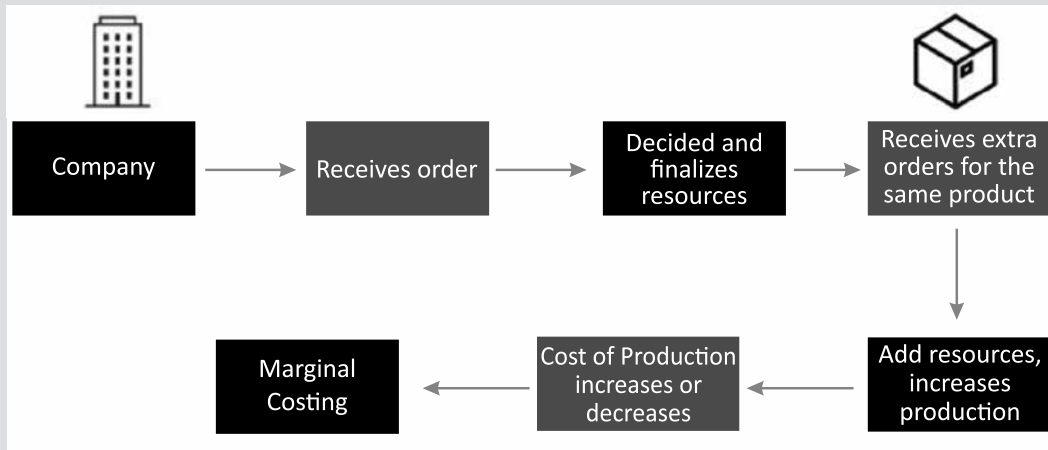 Company
Receives order
Decided and
finalizes
resources
Receives extra
orders for the
same product
Add resources,
increases
production
Cost of Production
increases or
decreases
Marginal
Costing